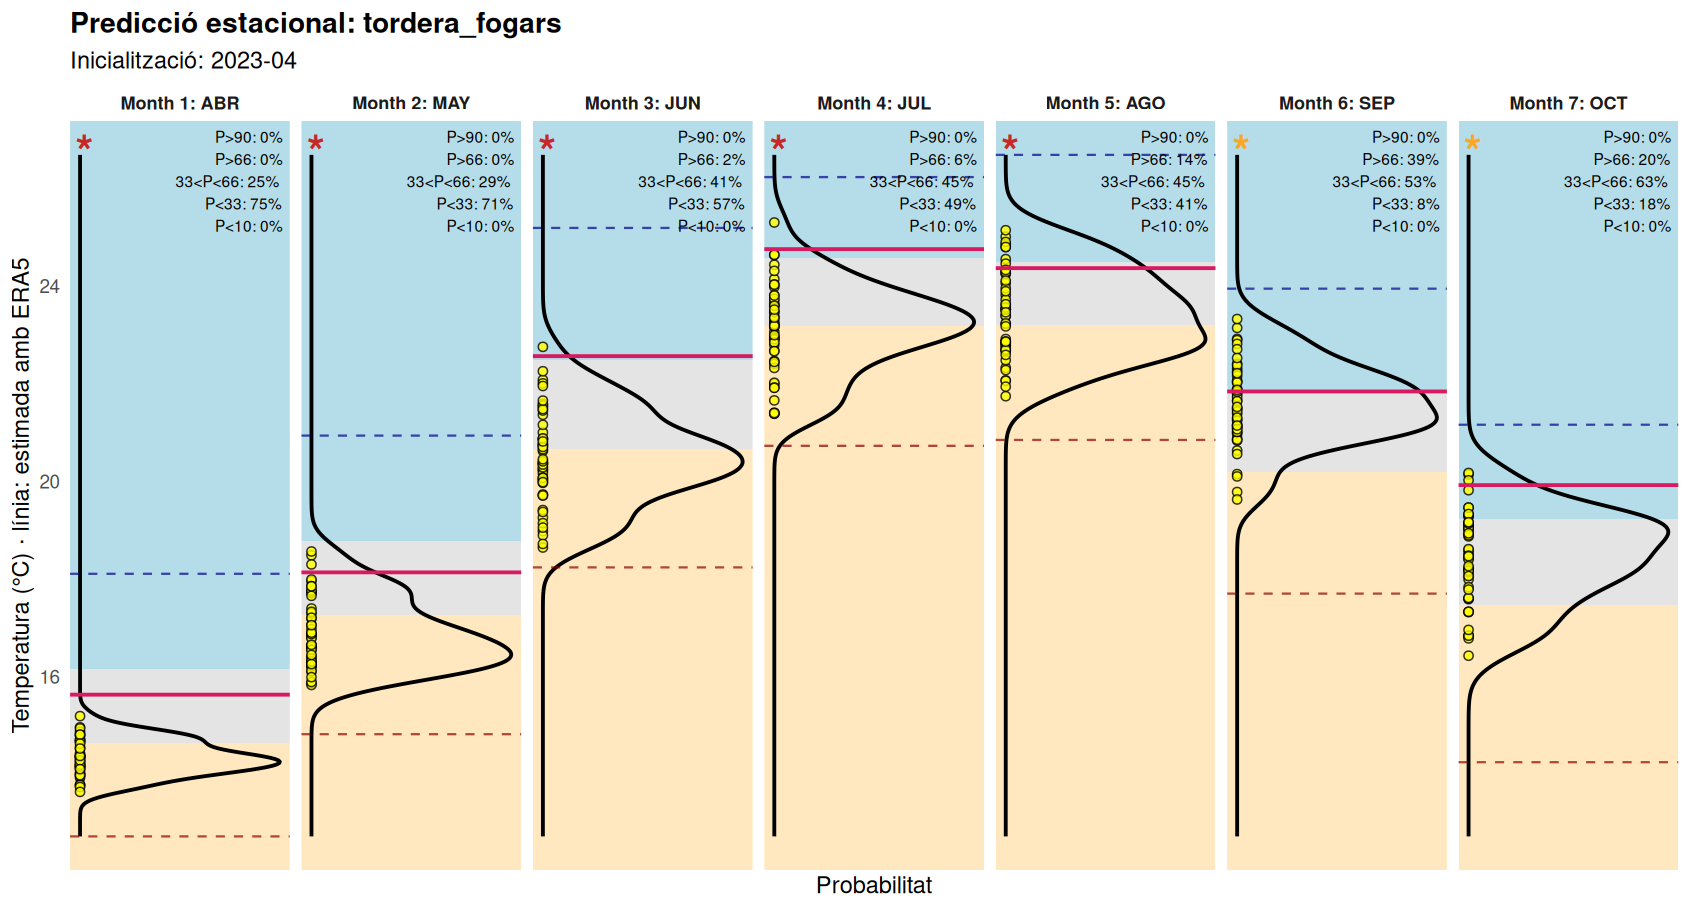 Predicció estacional: tordera_fogars
Inicialització: 2023-04
Month 1: ABR
P>90: 0%
P>66: 0%
33<P<66: 25%
P<33: 75%
P<10: 0%
Month 2: MAY
P>90: 0%
P>66: 0%
33<P<66: 29%
P<33: 71%
P<10: 0%
Month 3: JUN
P>90: 0%
P>66: 2%
33<P<66: 41%
P<33: 57%
P<10: 0%
Month 4: JUL
P>90: 0%
P>66: 6%
33<P<66: 45%
P<33: 49%
P<10: 0%
Month 5: AGO
P>90: 0%
P>66: 14%
33<P<66: 45%
P<33: 41%
P<10: 0%
Month 6: SEP
P>90: 0%
P>66: 39%
33<P<66: 53%
P<33: 8%
P<10: 0%
Month 7: OCT
P>90: 0%
P>66: 20%
33<P<66: 63%
P<33: 18%
P<10: 0%
Temperatura (°C) · línia: estimada amb ERA5
24
20
16
Probabilitat